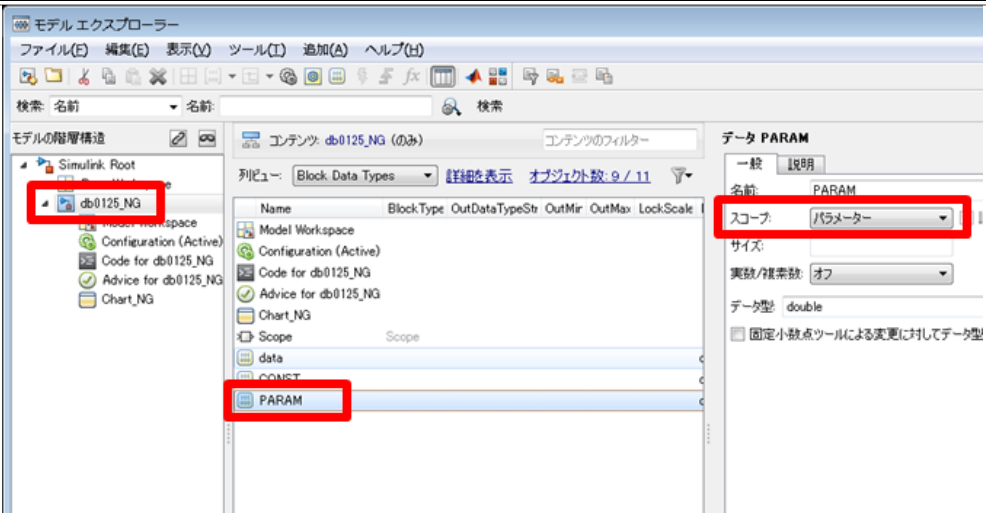 モデル エクスプローラー
ファイル(F) 編集(E) 表示(V) ツール(T) 追加(A) ヘルプ(H)
検索: 名前 名前: 検索
モデルの階層構造
Simulink Root
db0125_NG
Model Workspace
Configuration (Active)
Code for db0125_NG
Advice for db0125_NG
Chart_NG
コンテンツ: db0125_NG (のみ)
コンテンツのフィルター
列ビュー: Block Data Types 詳細を表示 オブジェクト数: 9 / 11
Name BlockType OutDataTypeStr OutMin OutMax LockScale
Model Workspace
Configuration (Active)
Code for db0125_NG
Advice for db0125_NG
Chart_NG
Scope Scope
data
CONST
PARAM
データ PARAM
一般 説明
名前: PARAM
スコープ: パラメーター
サイズ:
実数/複素数: オフ
データ型: double
固定小数点ツールによる変更に対してデータ型